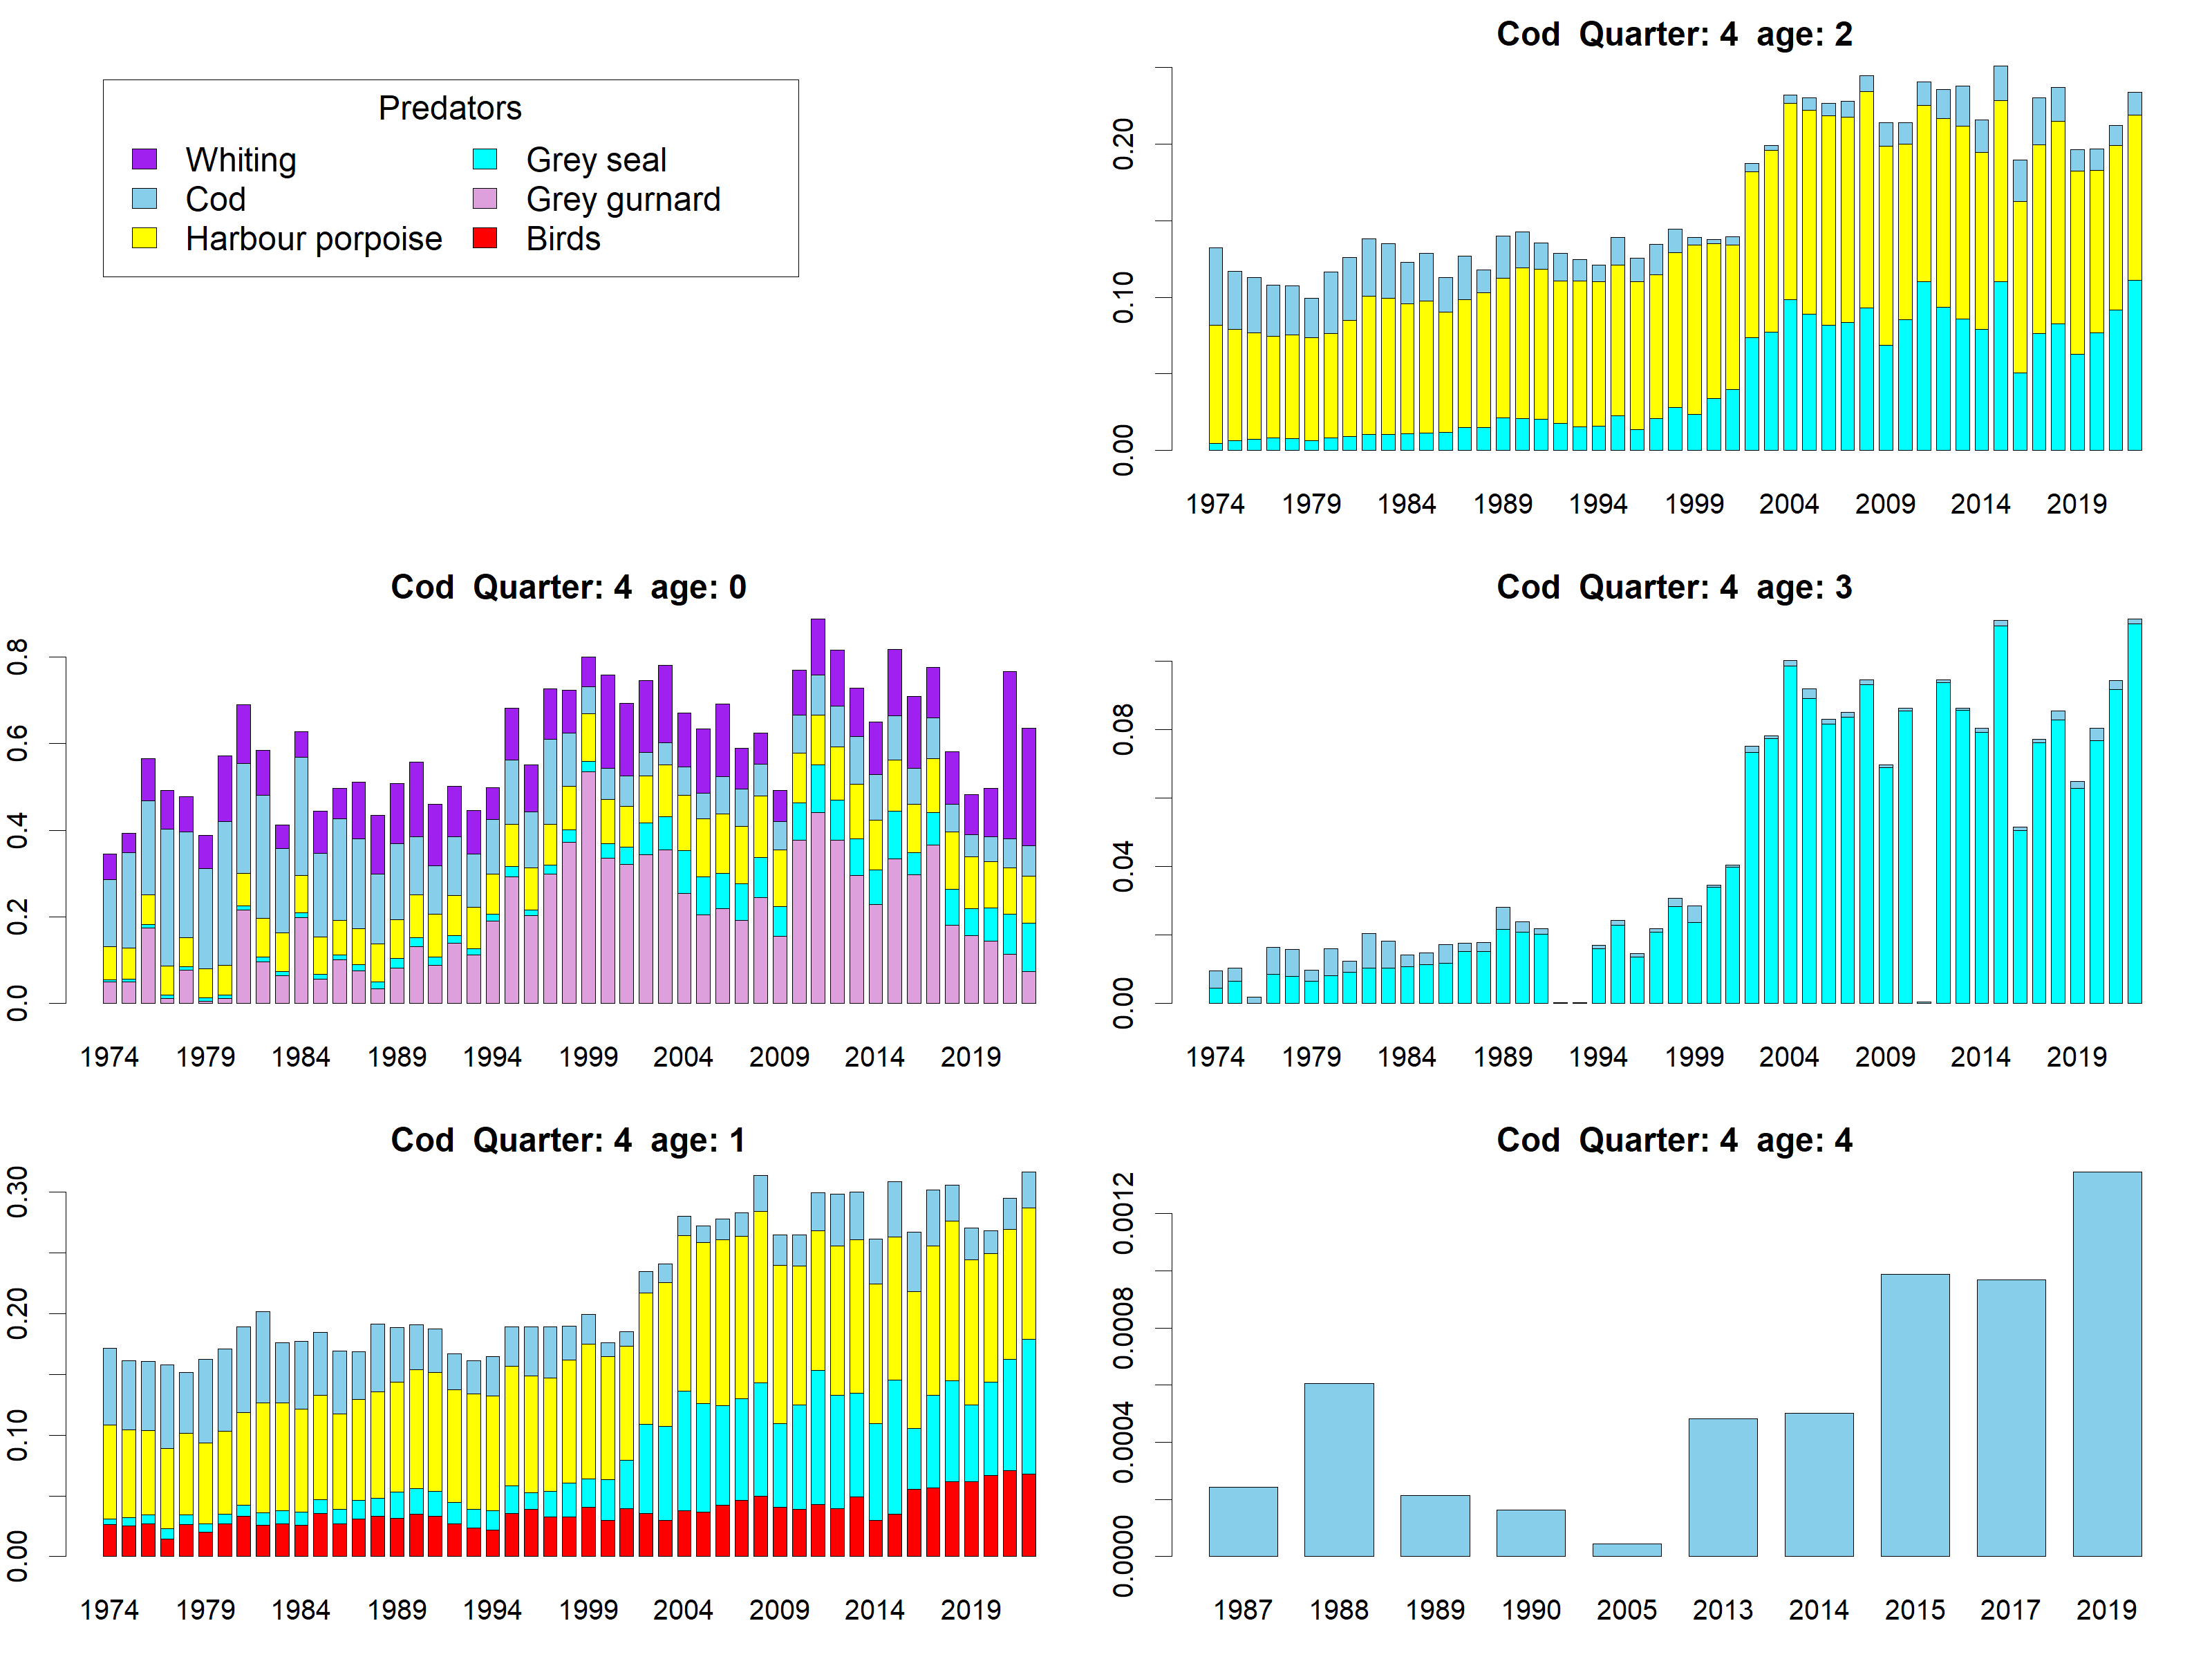 Predators
Whiting
Cod
Harbour porpoise
Grey seal
Grey gurnard
Birds
Cod Quarter: 4 age: 2
0.00 0.10 0.20
1974 1979 1984 1989 1994 1999 2004 2009 2014 2019
Cod Quarter: 4 age: 0
0.0 0.2 0.4 0.6 0.8
1974 1979 1984 1989 1994 1999 2004 2009 2014 2019
Cod Quarter: 4 age: 3
0.00 0.04 0.08
1974 1979 1984 1989 1994 1999 2004 2009 2014 2019
Cod Quarter: 4 age: 1
0.00 0.10 0.20 0.30
1974 1979 1984 1989 1994 1999 2004 2009 2014 2019
Cod Quarter: 4 age: 4
0.0000 0.0004 0.0008 0.0012
1987 1988 1989 1990 2005 2013 2014 2015 2017 2019